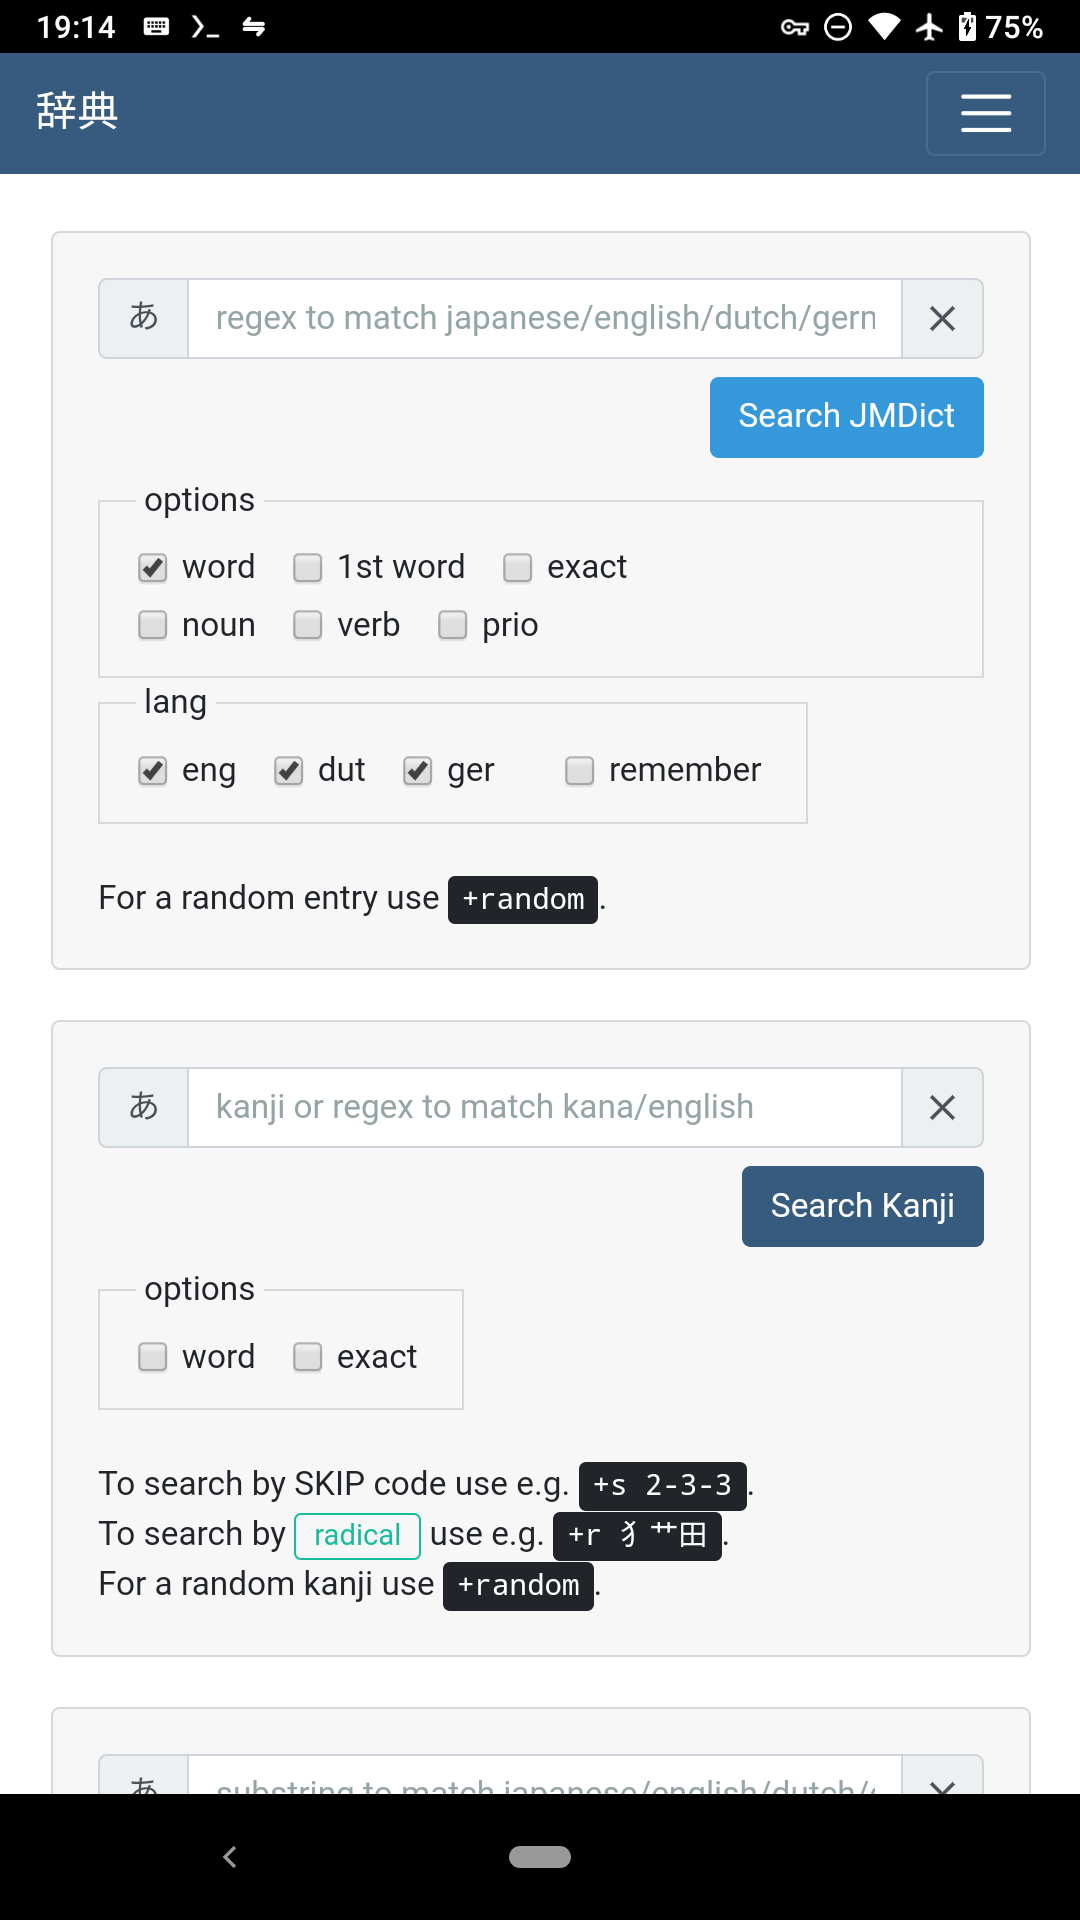 19:14 75%
辞典
あ regex to match japanese/english/dutch/germ
Search JMDict
options
word 1st word exact
noun verb prio
lang
eng dut ger remember
For a random entry use +random.
あ kanji or regex to match kana/english
Search Kanji
options
word exact
To search by SKIP code use e.g. +s 2-3-3.
To search by radical use e.g. +r 犭艹田.
For a random kanji use +random.
あ substring to match japanese/english/dutch/